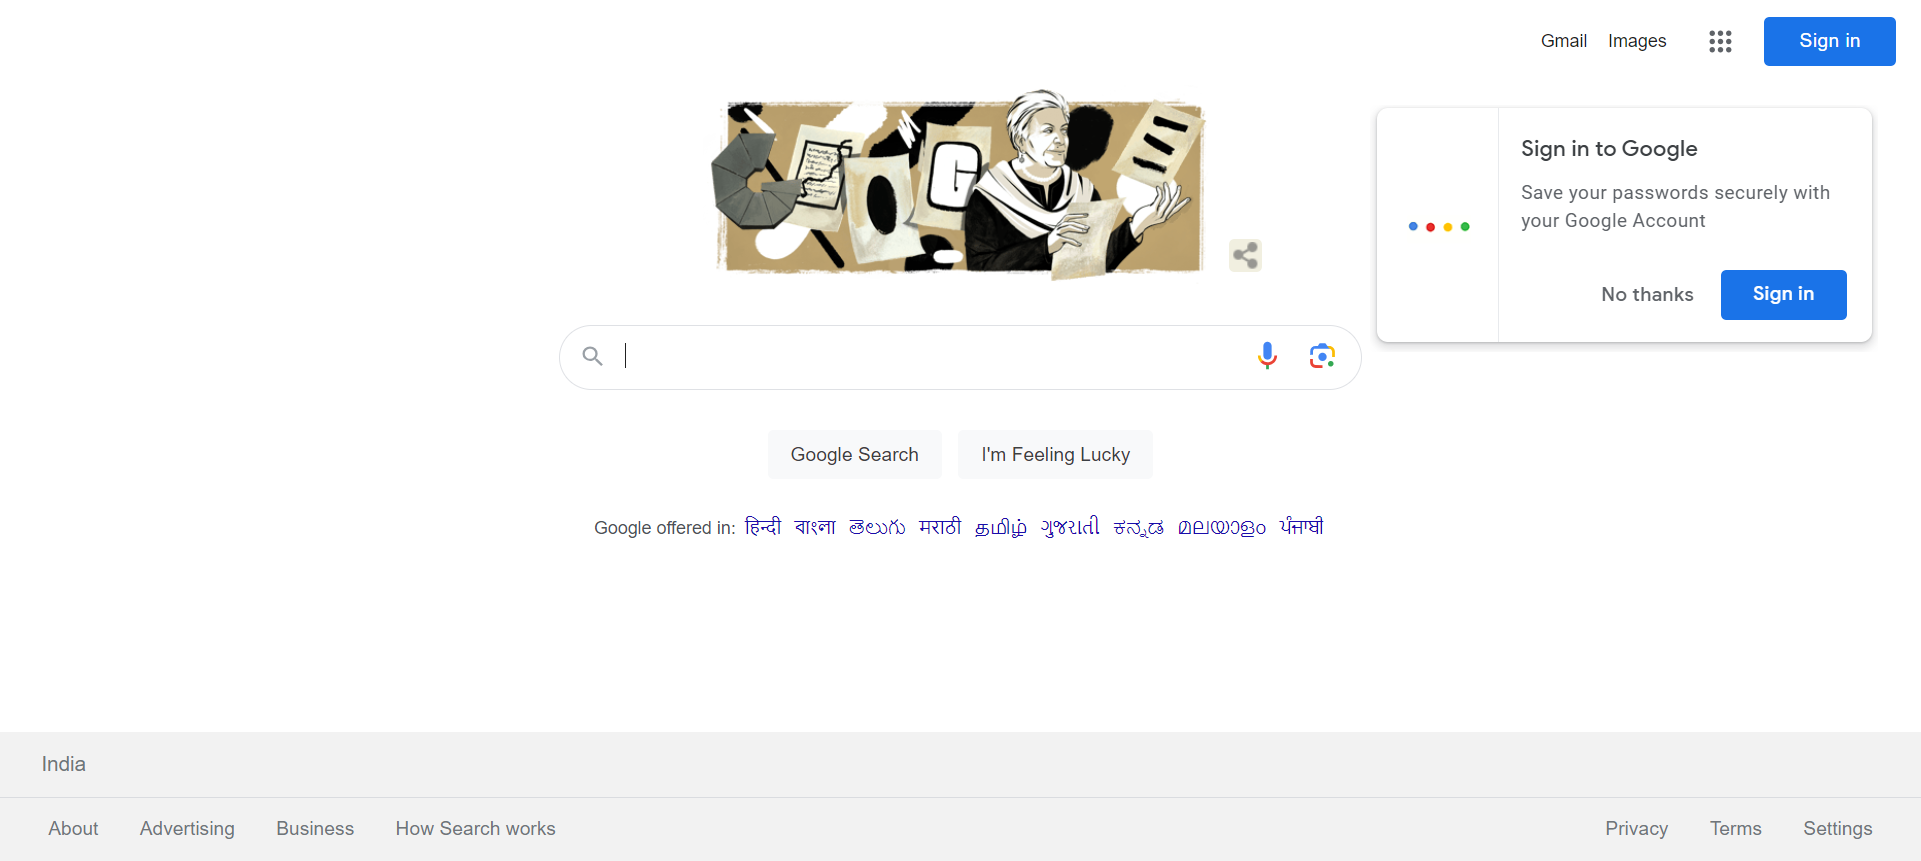 Gmail Images Sign in
Sign in to Google
Save your passwords securely with
your Google Account
No thanks Sign in
Google Search I'm Feeling Lucky
Google offered in: हिन्दी বাংলা తెలుగు मराठी தமிழ் ગુજરાતી ಕನ್ನಡ മലയാളം ਪੰਜਾਬੀ
India
About Advertising Business How Search works Privacy Terms Settings